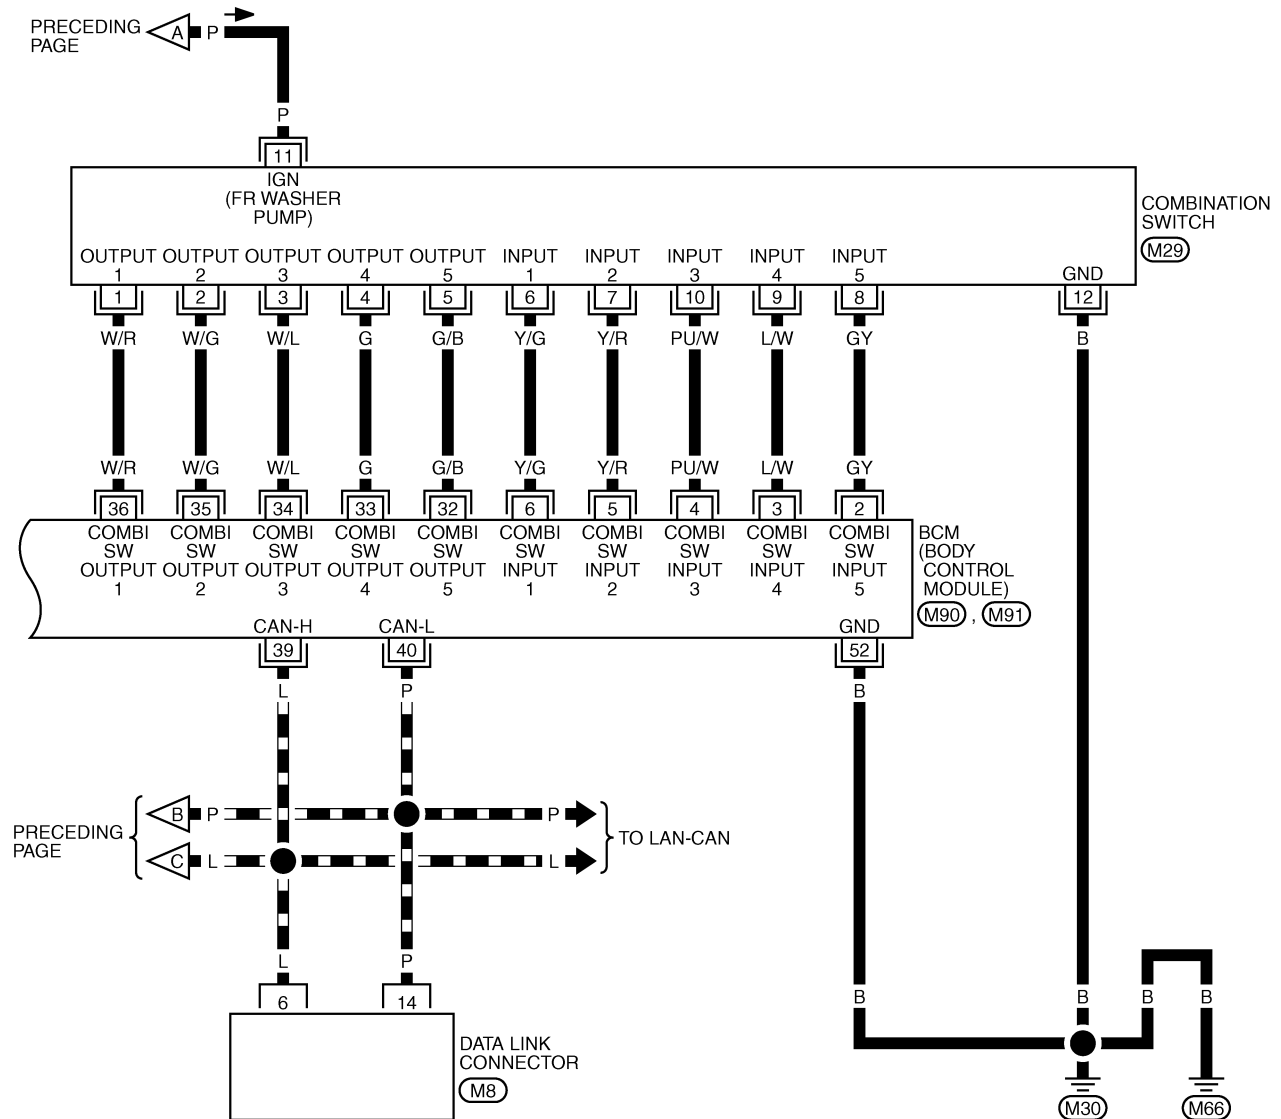 PRECEDING
PAGE
A P
P
11
IGN
(FR WASHER
PUMP)
COMBINATION
SWITCH
M29
OUTPUT OUTPUT OUTPUT OUTPUT OUTPUT INPUT INPUT INPUT INPUT INPUT
1 2 3 4 5 1 2 3 4 5 GND
1 2 3 4 5 6 7 10 9 8 12
W/R W/G W/L G G/B Y/G Y/R PU/W L/W GY B
W/R W/G W/L G G/B Y/G Y/R PU/W L/W GY
36 35 34 33 32 6 5 4 3 2
COMBI COMBI COMBI COMBI COMBI COMBI COMBI COMBI COMBI COMBI
SW SW SW SW SW SW SW SW SW SW
OUTPUT OUTPUT OUTPUT OUTPUT OUTPUT INPUT INPUT INPUT INPUT INPUT
1 2 3 4 5 1 2 3 4 5
BCM
(BODY
CONTROL
MODULE)
M90 , M91
CAN-H CAN-L GND
39 40 52
L P B
PRECEDING
PAGE
B P P
C L L
TO LAN-CAN
L P
B B B B
6 14
DATA LINK
CONNECTOR
M8
M30 M66